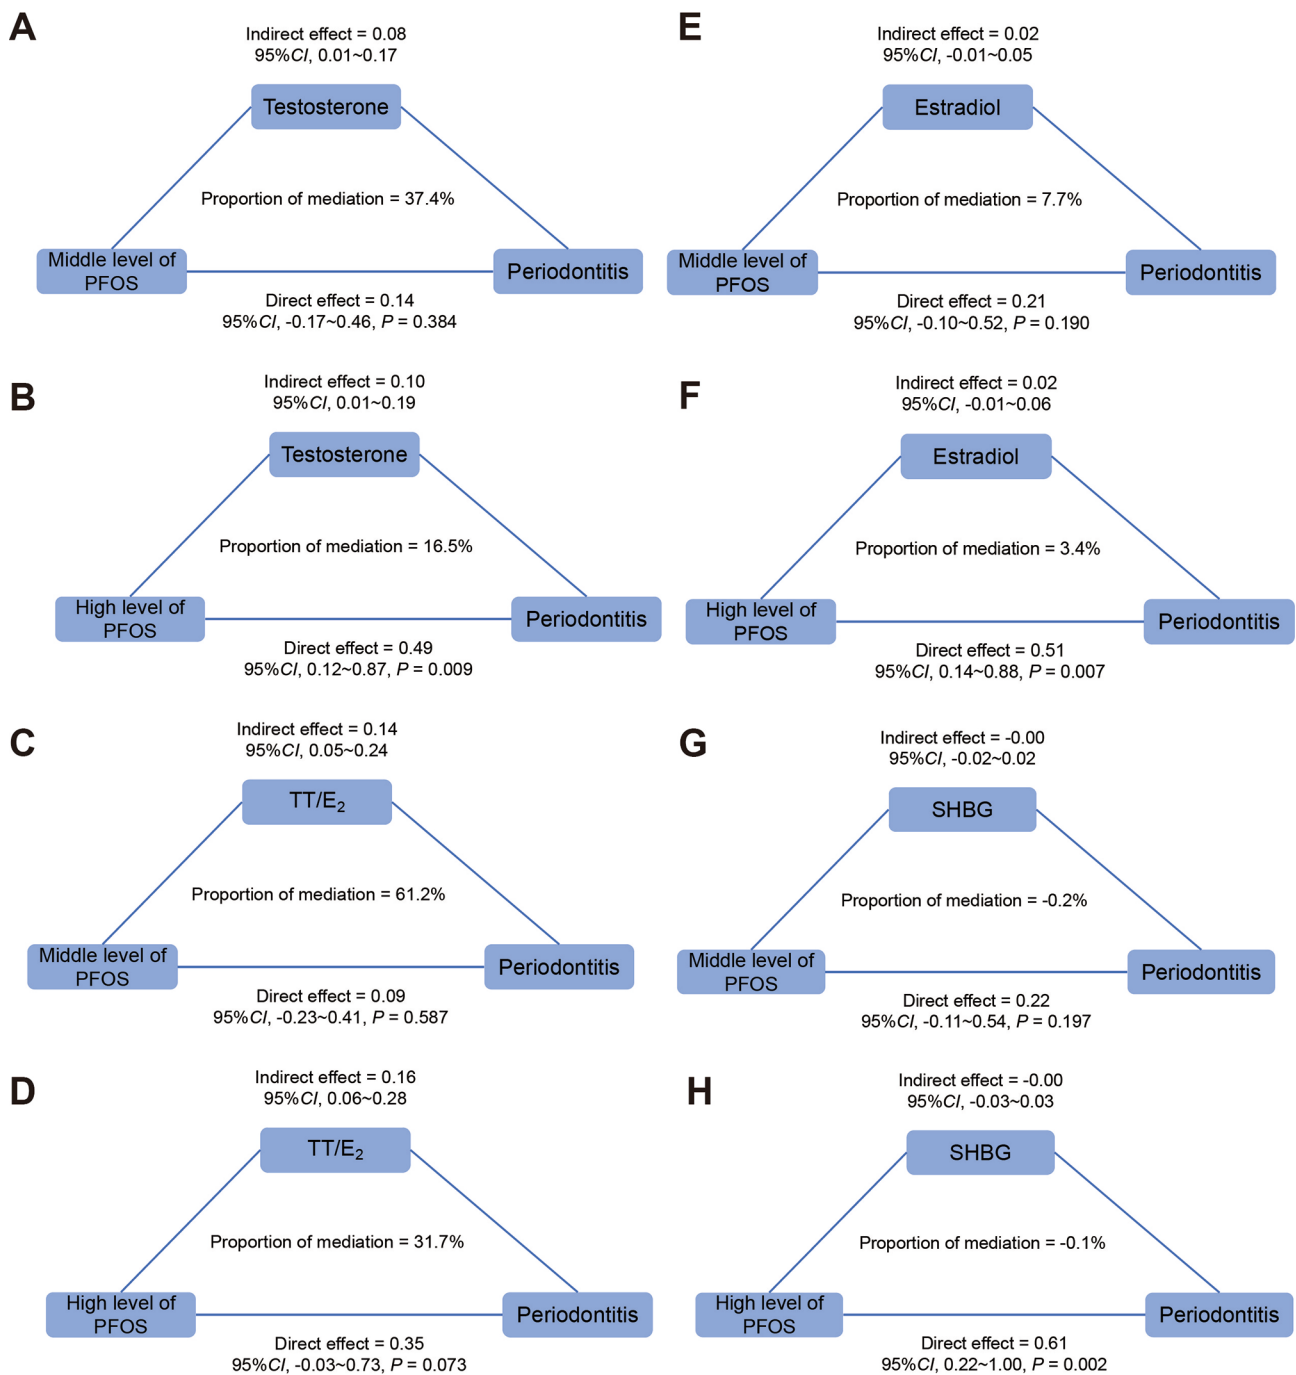 A
Indirect effect = 0.08
95%CI, 0.01~0.17
Testosterone
Proportion of mediation = 37.4%
Middle level of
PFOS
Periodontitis
Direct effect = 0.14
95%CI, -0.17~0.46, P = 0.384
B
Indirect effect = 0.10
95%CI, 0.01~0.19
Testosterone
Proportion of mediation = 16.5%
High level of
PFOS
Periodontitis
Direct effect = 0.49
95%CI, 0.12~0.87, P = 0.009
C
Indirect effect = 0.14
95%CI, 0.05~0.24
TT/E₂
Proportion of mediation = 61.2%
Middle level of
PFOS
Periodontitis
Direct effect = 0.09
95%CI, -0.23~0.41, P = 0.587
D
Indirect effect = 0.16
95%CI, 0.06~0.28
TT/E₂
Proportion of mediation = 31.7%
High level of
PFOS
Periodontitis
Direct effect = 0.35
95%CI, -0.03~0.73, P = 0.073
E
Indirect effect = 0.02
95%CI, -0.01~0.05
Estradiol
Proportion of mediation = 7.7%
Middle level of
PFOS
Periodontitis
Direct effect = 0.21
95%CI, -0.10~0.52, P = 0.190
F
Indirect effect = 0.02
95%CI, -0.01~0.06
Estradiol
Proportion of mediation = 3.4%
High level of
PFOS
Periodontitis
Direct effect = 0.51
95%CI, 0.14~0.88, P = 0.007
G
Indirect effect = -0.00
95%CI, -0.02~0.02
SHBG
Proportion of mediation = -0.2%
Middle level of
PFOS
Periodontitis
Direct effect = 0.22
95%CI, -0.11~0.54, P = 0.197
H
Indirect effect = -0.00
95%CI, -0.03~0.03
SHBG
Proportion of mediation = -0.1%
High level of
PFOS
Periodontitis
Direct effect = 0.61
95%CI, 0.22~1.00, P = 0.002